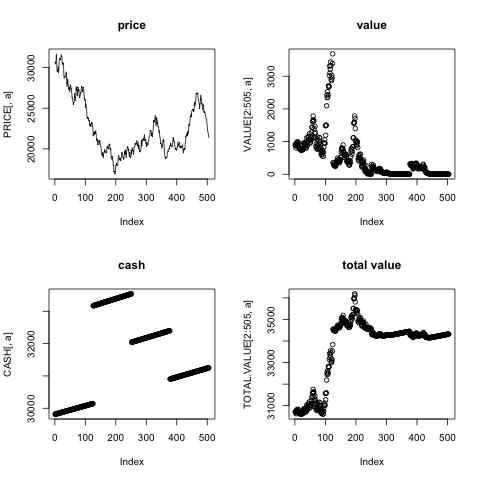 price
PRICE[, a]
20000 25000 30000
0 100 200 300 400 500
Index
value
VALUE[2:505, a]
0 1000 2000 3000
0 100 200 300 400 500
Index
cash
CASH[, a]
30000 32000
0 100 200 300 400 500
Index
total value
TOTAL.VALUE[2:505, a]
31000 33000 35000
0 100 200 300 400 500
Index